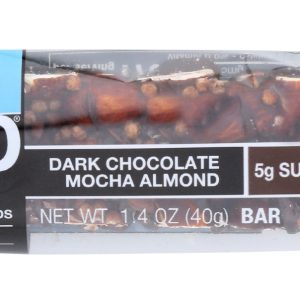 DARK CHOCOLATE
MOCHA ALMOND
5g SU
NET WT. 1.4 OZ (40g) BAR